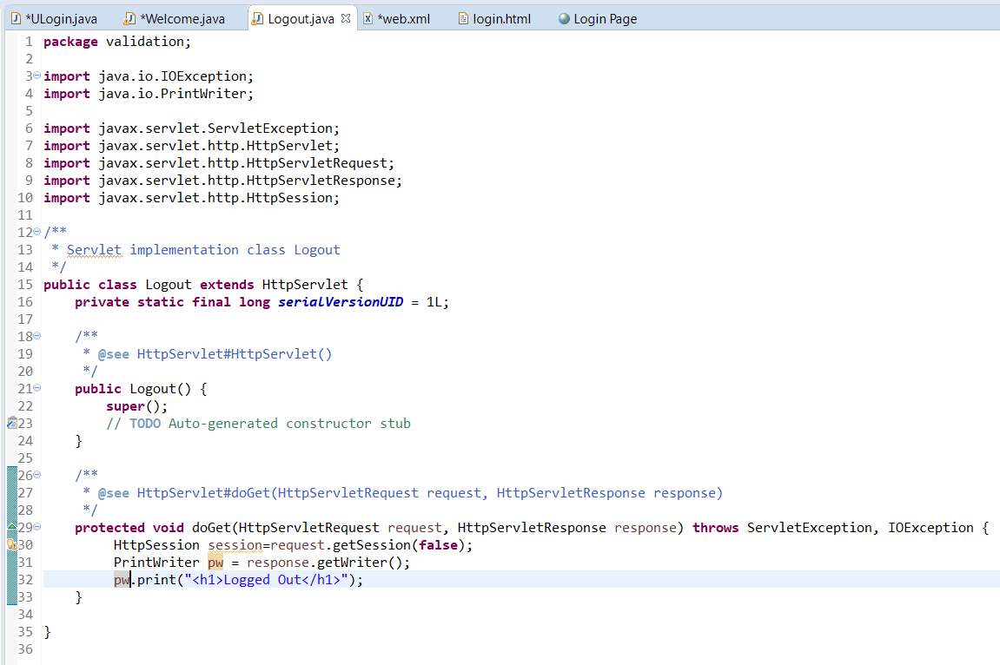 *ULogin.java *Welcome.java Logout.java *web.xml login.html Login Page
1 package validation;
2
3 import java.io.IOException;
4 import java.io.PrintWriter;
5
6 import javax.servlet.ServletException;
7 import javax.servlet.http.HttpServlet;
8 import javax.servlet.http.HttpServletRequest;
9 import javax.servlet.http.HttpServletResponse;
10 import javax.servlet.http.HttpSession;
11
12 /**
13  * Servlet implementation class Logout
14  */
15 public class Logout extends HttpServlet {
16     private static final long serialVersionUID = 1L;
17
18     /**
19      * @see HttpServlet#HttpServlet()
20      */
21     public Logout() {
22         super();
23         // TODO Auto-generated constructor stub
24     }
25
26     /**
27      * @see HttpServlet#doGet(HttpServletRequest request, HttpServletResponse response)
28      */
29     protected void doGet(HttpServletRequest request, HttpServletResponse response) throws ServletException, IOException {
30          HttpSession session=request.getSession(false);
31          PrintWriter pw = response.getWriter();
32          pw.print("<h1>Logged Out</h1>");
33     }
34
35 }
36